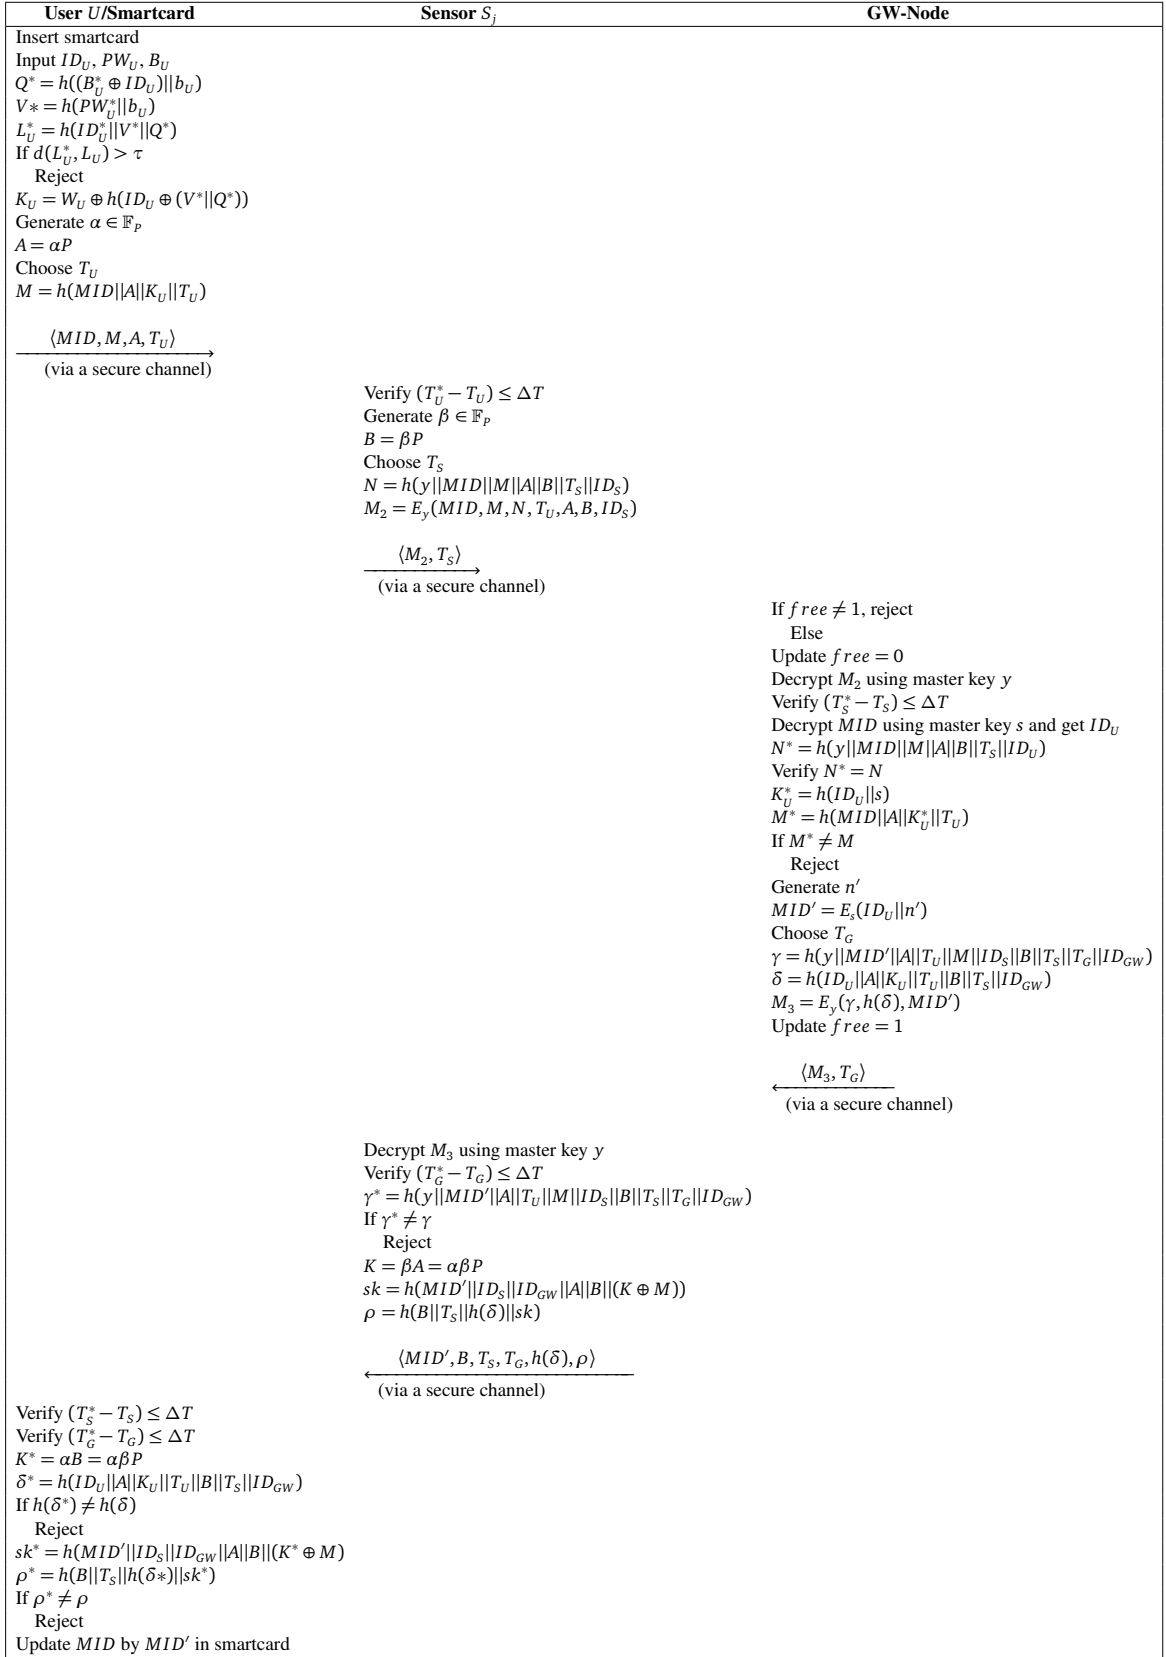 User U/Smartcard Sensor S_j GW-Node
Insert smartcard
Input ID_U, PW_U, B_U
Q* = h((B*_U ⊕ ID_U)||b_U)
V* = h(PW*_U||b_U)
L*_U = h(ID*_U||V*||Q*)
If d(L*_U, L_U) > τ
Reject
K_U = W_U ⊕ h(ID_U ⊕ (V*||Q*))
Generate α ∈ 𝔽_P
A = αP
Choose T_U
M = h(MID||A||K_U||T_U)
⟨MID, M, A, T_U⟩
(via a secure channel)
Verify (T*_U − T_U) ≤ ΔT
Generate β ∈ 𝔽_P
B = βP
Choose T_S
N = h(y||MID||M||A||B||T_S||ID_S)
M_2 = E_y(MID, M, N, T_U, A, B, ID_S)
⟨M_2, T_S⟩
(via a secure channel)
If free ≠ 1, reject
Else
Update free = 0
Decrypt M_2 using master key y
Verify (T*_S − T_S) ≤ ΔT
Decrypt MID using master key s and get ID_U
N* = h(y||MID||M||A||B||T_S||ID_U)
Verify N* = N
K*_U = h(ID_U||s)
M* = h(MID||A||K*_U||T_U)
If M* ≠ M
Reject
Generate n′
MID′ = E_s(ID_U||n′)
Choose T_G
γ = h(y||MID′||A||T_U||M||ID_S||B||T_S||T_G||ID_GW)
δ = h(ID_U||A||K_U||T_U||B||T_S||ID_GW)
M_3 = E_y(γ, h(δ), MID′)
Update free = 1
⟨M_3, T_G⟩
(via a secure channel)
Decrypt M_3 using master key y
Verify (T*_G − T_G) ≤ ΔT
γ* = h(y||MID′||A||T_U||M||ID_S||B||T_S||T_G||ID_GW)
If γ* ≠ γ
Reject
K = βA = αβP
sk = h(MID′||ID_S||ID_GW||A||B||(K ⊕ M))
ρ = h(B||T_S||h(δ)||sk)
⟨MID′, B, T_S, T_G, h(δ), ρ⟩
(via a secure channel)
Verify (T*_S − T_S) ≤ ΔT
Verify (T*_G − T_G) ≤ ΔT
K* = αB = αβP
δ* = h(ID_U||A||K_U||T_U||B||T_S||ID_GW)
If h(δ*) ≠ h(δ)
Reject
sk* = h(MID′||ID_S||ID_GW||A||B||(K* ⊕ M)
ρ* = h(B||T_S||h(δ*)||sk*)
If ρ* ≠ ρ
Reject
Update MID by MID′ in smartcard